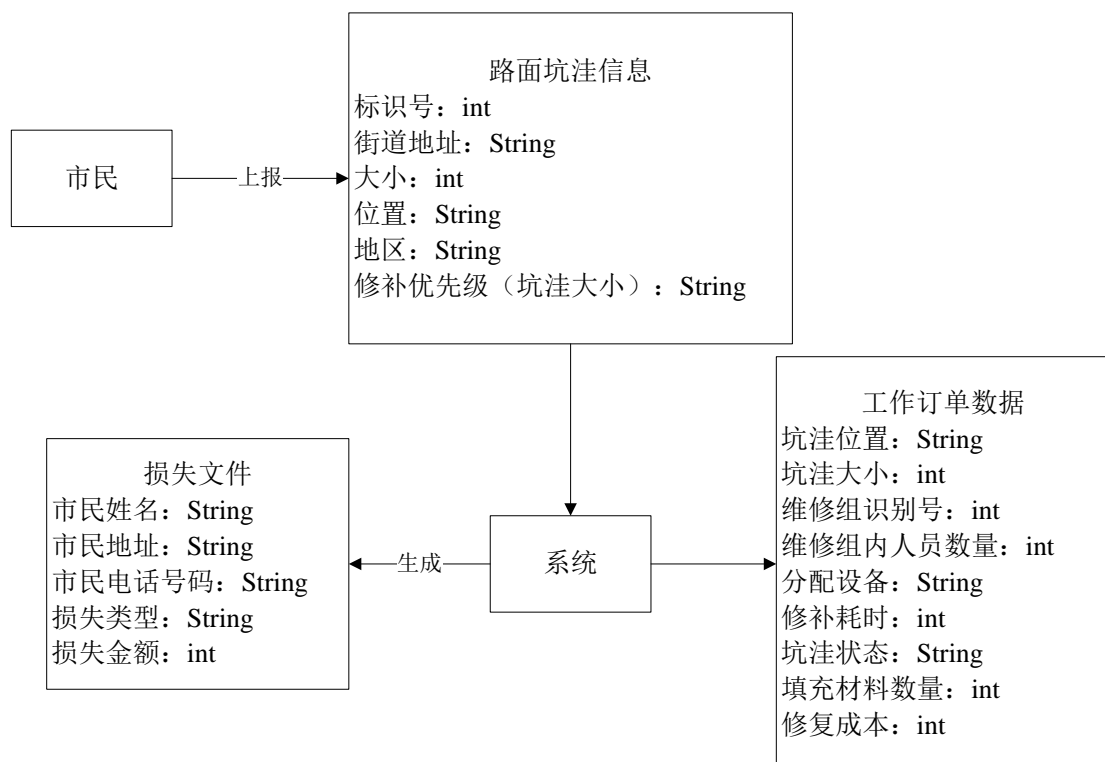 路面坑洼信息
标识号：int
街道地址：String
大小：int
位置：String
地区：String
修补优先级（坑洼大小）：String
市民
上报
工作订单数据
坑洼位置：String
坑洼大小：int
维修组识别号：int
维修组内人员数量：int
分配设备：String
修补耗时：int
坑洼状态：String
填充材料数量：int
修复成本：int
损失文件
市民姓名：String
市民地址：String
市民电话号码：String
损失类型：String
损失金额：int
生成
系统